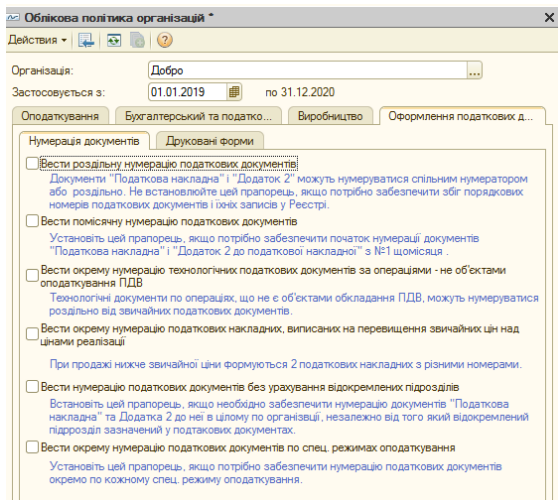 Облікова політика організацій *
Действия
Організація: Добро ...
Застосовується з: 01.01.2019 по 31.12.2020
Оподаткування Бухгалтерський та податко... Виробництво Оформлення податкових д...
Нумерація документів Друковані форми
Вести роздільну нумерацію податкових документів
Документи "Податкова накладна" і "Додаток 2" можуть нумеруватися спільним нумератором
або роздільно. Не встановлюйте цей прапорець, якщо потрібно забезпечити збіг порядкових
номерів податкових документів і їхніх записів у Реєстрі.
Вести помісячну нумерацію податкових документів
Установіть цей прапорець, якщо потрібно забезпечити початок нумерації документів
"Податкова накладна" і "Додаток 2 до податкової накладної" з №1 щомісяця .
Вести окрему нумерацію технологічних податкових документів за операціями - не об'єктами
оподаткування ПДВ
Технологічні документи по операціях, що не є об'єктами обкладання ПДВ, можуть нумеруватися
роздільно від звичайних податкових документів.
Вести окрему нумерацію податкових накладних, виписаних на перевищення звичайних цін над
цінами реалізації
При продажі нижче звичайної ціни формуються 2 податкових накладних з різними номерами.
Вести нумерацію податкових документів без урахування відокремлених підрозділів
Встановіть цей прапорець, якщо необхідно забезпечити нумерацію документів "Податкова
накладна" та Додатка 2 до неї в цілому по організації, незалежно від того який відокремлений
підррозділ зазначений у подтакових документах.
Вести окрему нумерацію податкових документів по спец. режимах оподаткування
Установіть цей прапорець, якщо потрібно забезпечити нумерацію податкових документів
окремо по кожному спец. режиму оподаткування.